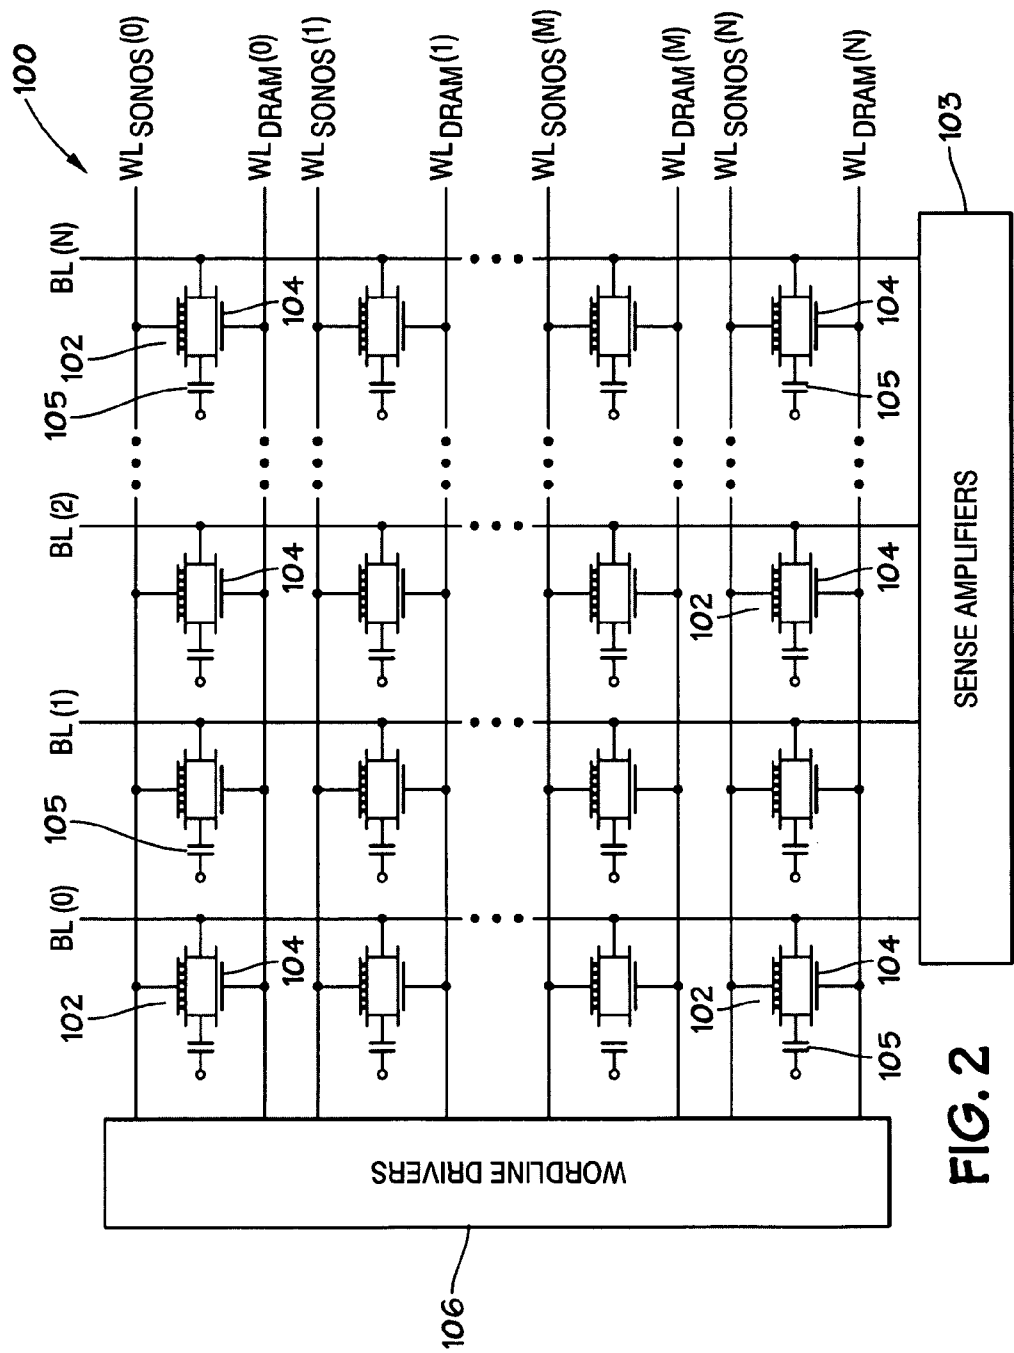 100
BL (0)
BL (1)
BL (2)
BL (N)
WL SONOS (0)
WL DRAM (0)
WL SONOS (1)
WL DRAM (1)
WL SONOS (M)
WL DRAM (M)
WL SONOS (N)
WL DRAM (N)
105
105
102
102
104
104
104
102
102
104
104
104
105
105
WORDLINE DRIVERS
106
SENSE AMPLIFIERS
103
FIG. 2